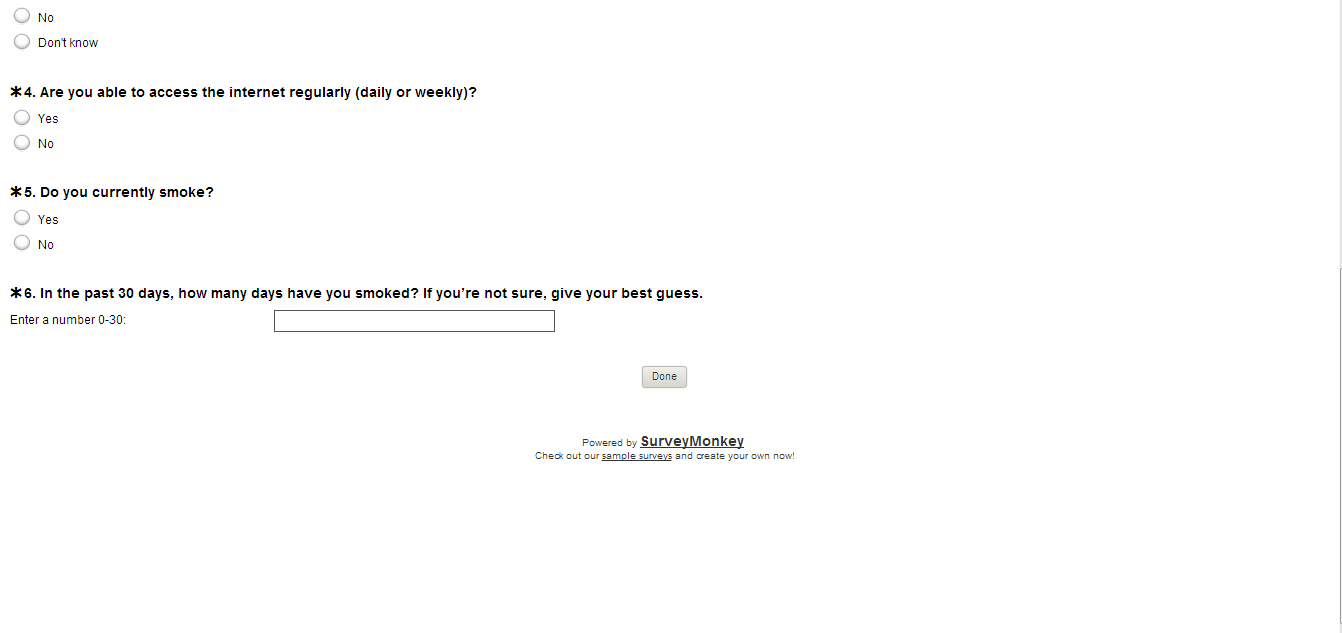 No
Don't know
*4. Are you able to access the internet regularly (daily or weekly)?
Yes
No
*5. Do you currently smoke?
Yes
No
*6. In the past 30 days, how many days have you smoked? If you’re not sure, give your best guess.
Enter a number 0-30:
Done
Powered by SurveyMonkey
Check out our sample surveys and create your own now!